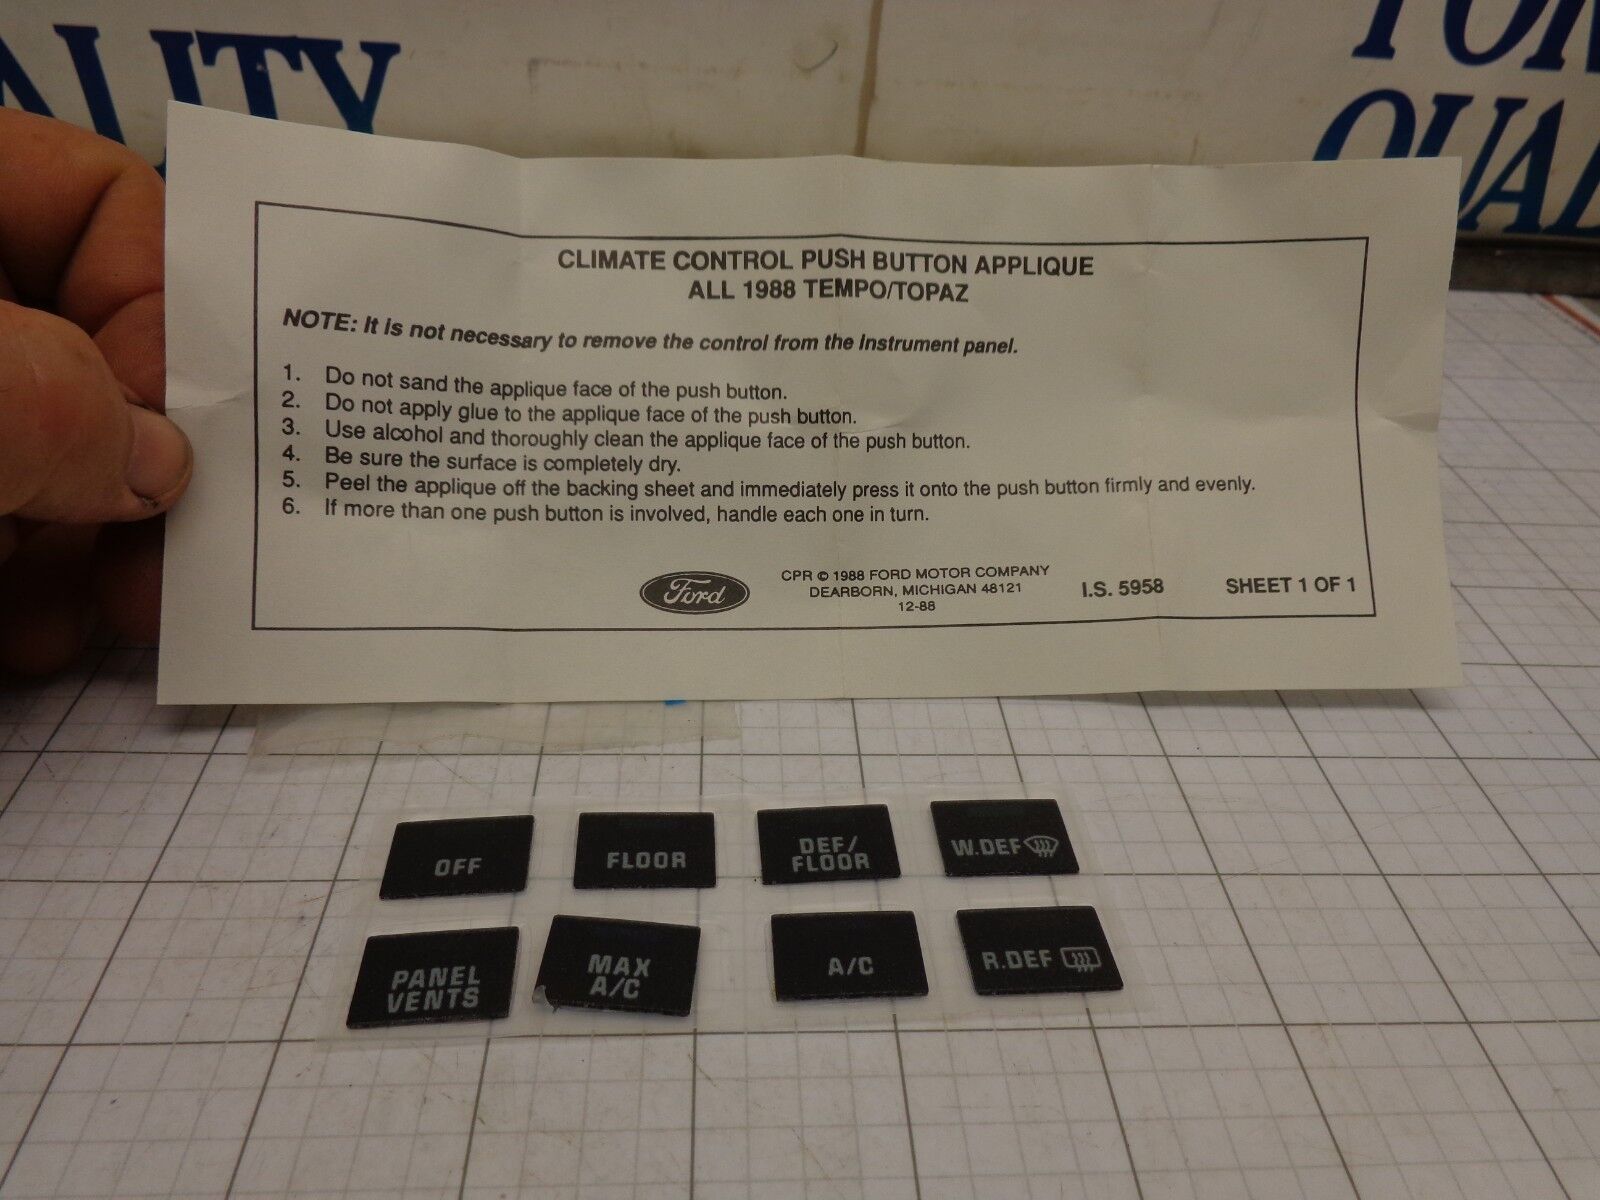 ALITY
TON
QUAL
CLIMATE CONTROL PUSH BUTTON APPLIQUE
ALL 1988 TEMPO/TOPAZ
NOTE: It is not necessary to remove the control from the instrument panel.
1. Do not sand the applique face of the push button.
2. Do not apply glue to the applique face of the push button.
3. Use alcohol and thoroughly clean the applique face of the push button.
4. Be sure the surface is completely dry.
5. Peel the applique off the backing sheet and immediately press it onto the push button firmly and evenly.
6. If more than one push button is involved, handle each one in turn.
Ford
CPR © 1988 FORD MOTOR COMPANY
DEARBORN, MICHIGAN 48121
12-88
I.S. 5958
SHEET 1 OF 1
OFF
FLOOR
DEF/
FLOOR
W.DEF
PANEL
VENTS
MAX
A/C
A/C
R.DEF